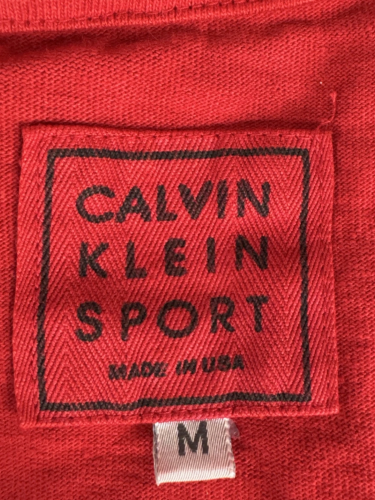 CALVIN
KLEIN
SPORT
MADE IN USA
M